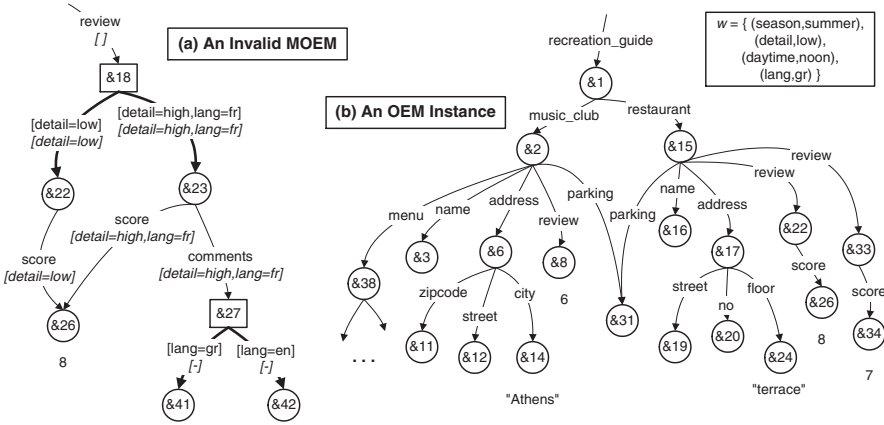 review
[ ]
(a) An Invalid MOEM
&18
[detail=low]
[detail=low]
[detail=high,lang=fr]
[detail=high,lang=fr]
&22
&23
score
[detail=low]
score
[detail=high,lang=fr]
comments
[detail=high,lang=fr]
&26
8
&27
[lang=gr]
[-]
[lang=en]
[-]
&41
&42
(b) An OEM Instance
recreation_guide
&1
music_club
restaurant
&2
&15
menu
name
address
review
parking
&38
&3
&6
&8
6
. . .
zipcode
street
city
&11
&12
&14
"Athens"
parking
name
address
review
review
&31
&16
&17
&22
&33
street
no
floor
score
score
&19
&20
&24
"terrace"
&26
8
&34
7
w = { (season,summer),
(detail,low),
(daytime,noon),
(lang,gr) }